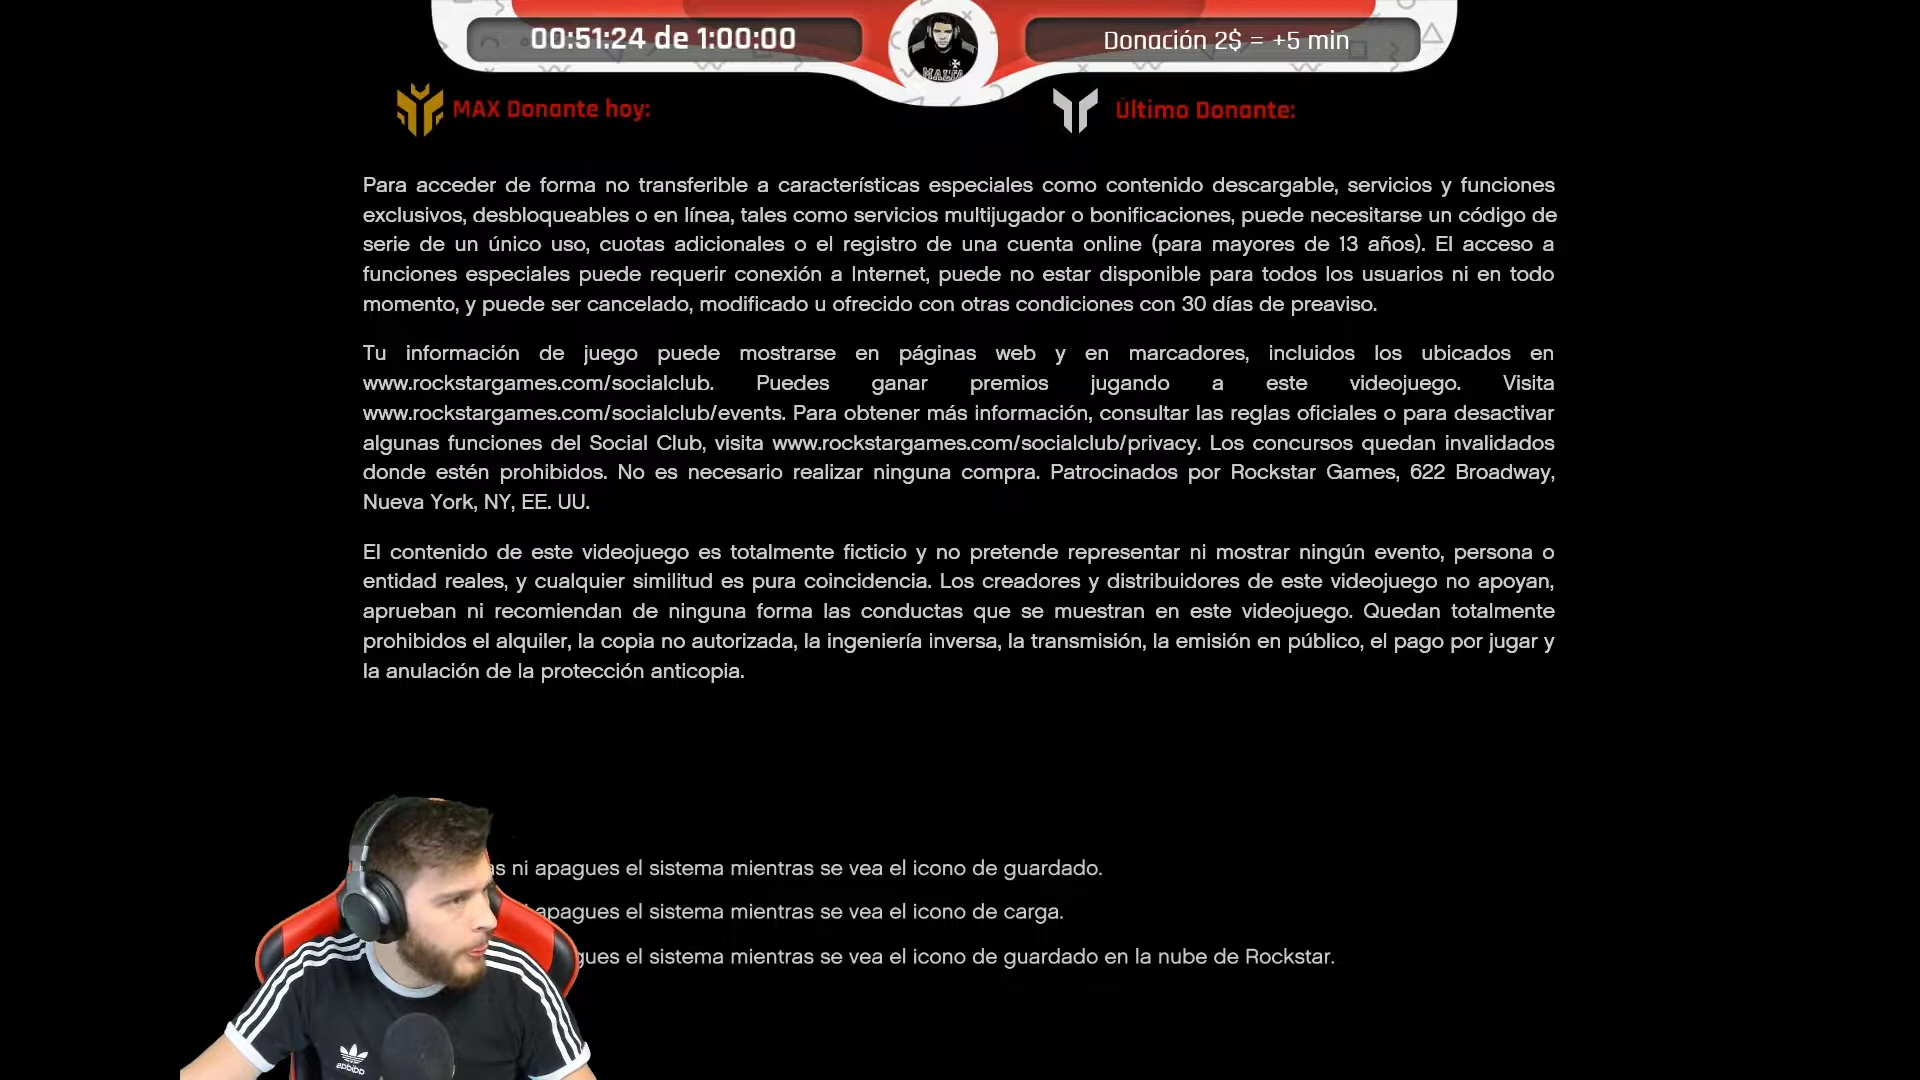 00:51:24 de 1:00:00
Donación 2$ = +5 min
MALTA
MAX Donante hoy:
Último Donante:
Para acceder de forma no transferible a características especiales como contenido descargable, servicios y funciones
exclusivos, desbloqueables o en línea, tales como servicios multijugador o bonificaciones, puede necesitarse un código de
serie de un único uso, cuotas adicionales o el registro de una cuenta online (para mayores de 13 años). El acceso a
funciones especiales puede requerir conexión a Internet, puede no estar disponible para todos los usuarios ni en todo
momento, y puede ser cancelado, modificado u ofrecido con otras condiciones con 30 días de preaviso.
Tu información de juego puede mostrarse en páginas web y en marcadores, incluidos los ubicados en
www.rockstargames.com/socialclub. Puedes ganar premios jugando a este videojuego. Visita
www.rockstargames.com/socialclub/events. Para obtener más información, consultar las reglas oficiales o para desactivar
algunas funciones del Social Club, visita www.rockstargames.com/socialclub/privacy. Los concursos quedan invalidados
donde estén prohibidos. No es necesario realizar ninguna compra. Patrocinados por Rockstar Games, 622 Broadway,
Nueva York, NY, EE. UU.
El contenido de este videojuego es totalmente ficticio y no pretende representar ni mostrar ningún evento, persona o
entidad reales, y cualquier similitud es pura coincidencia. Los creadores y distribuidores de este videojuego no apoyan,
aprueban ni recomiendan de ninguna forma las conductas que se muestran en este videojuego. Quedan totalmente
prohibidos el alquiler, la copia no autorizada, la ingeniería inversa, la transmisión, la emisión en público, el pago por jugar y
la anulación de la protección anticopia.
ni apagues el sistema mientras se vea el icono de guardado.
apagues el sistema mientras se vea el icono de carga.
el sistema mientras se vea el icono de guardado en la nube de Rockstar.